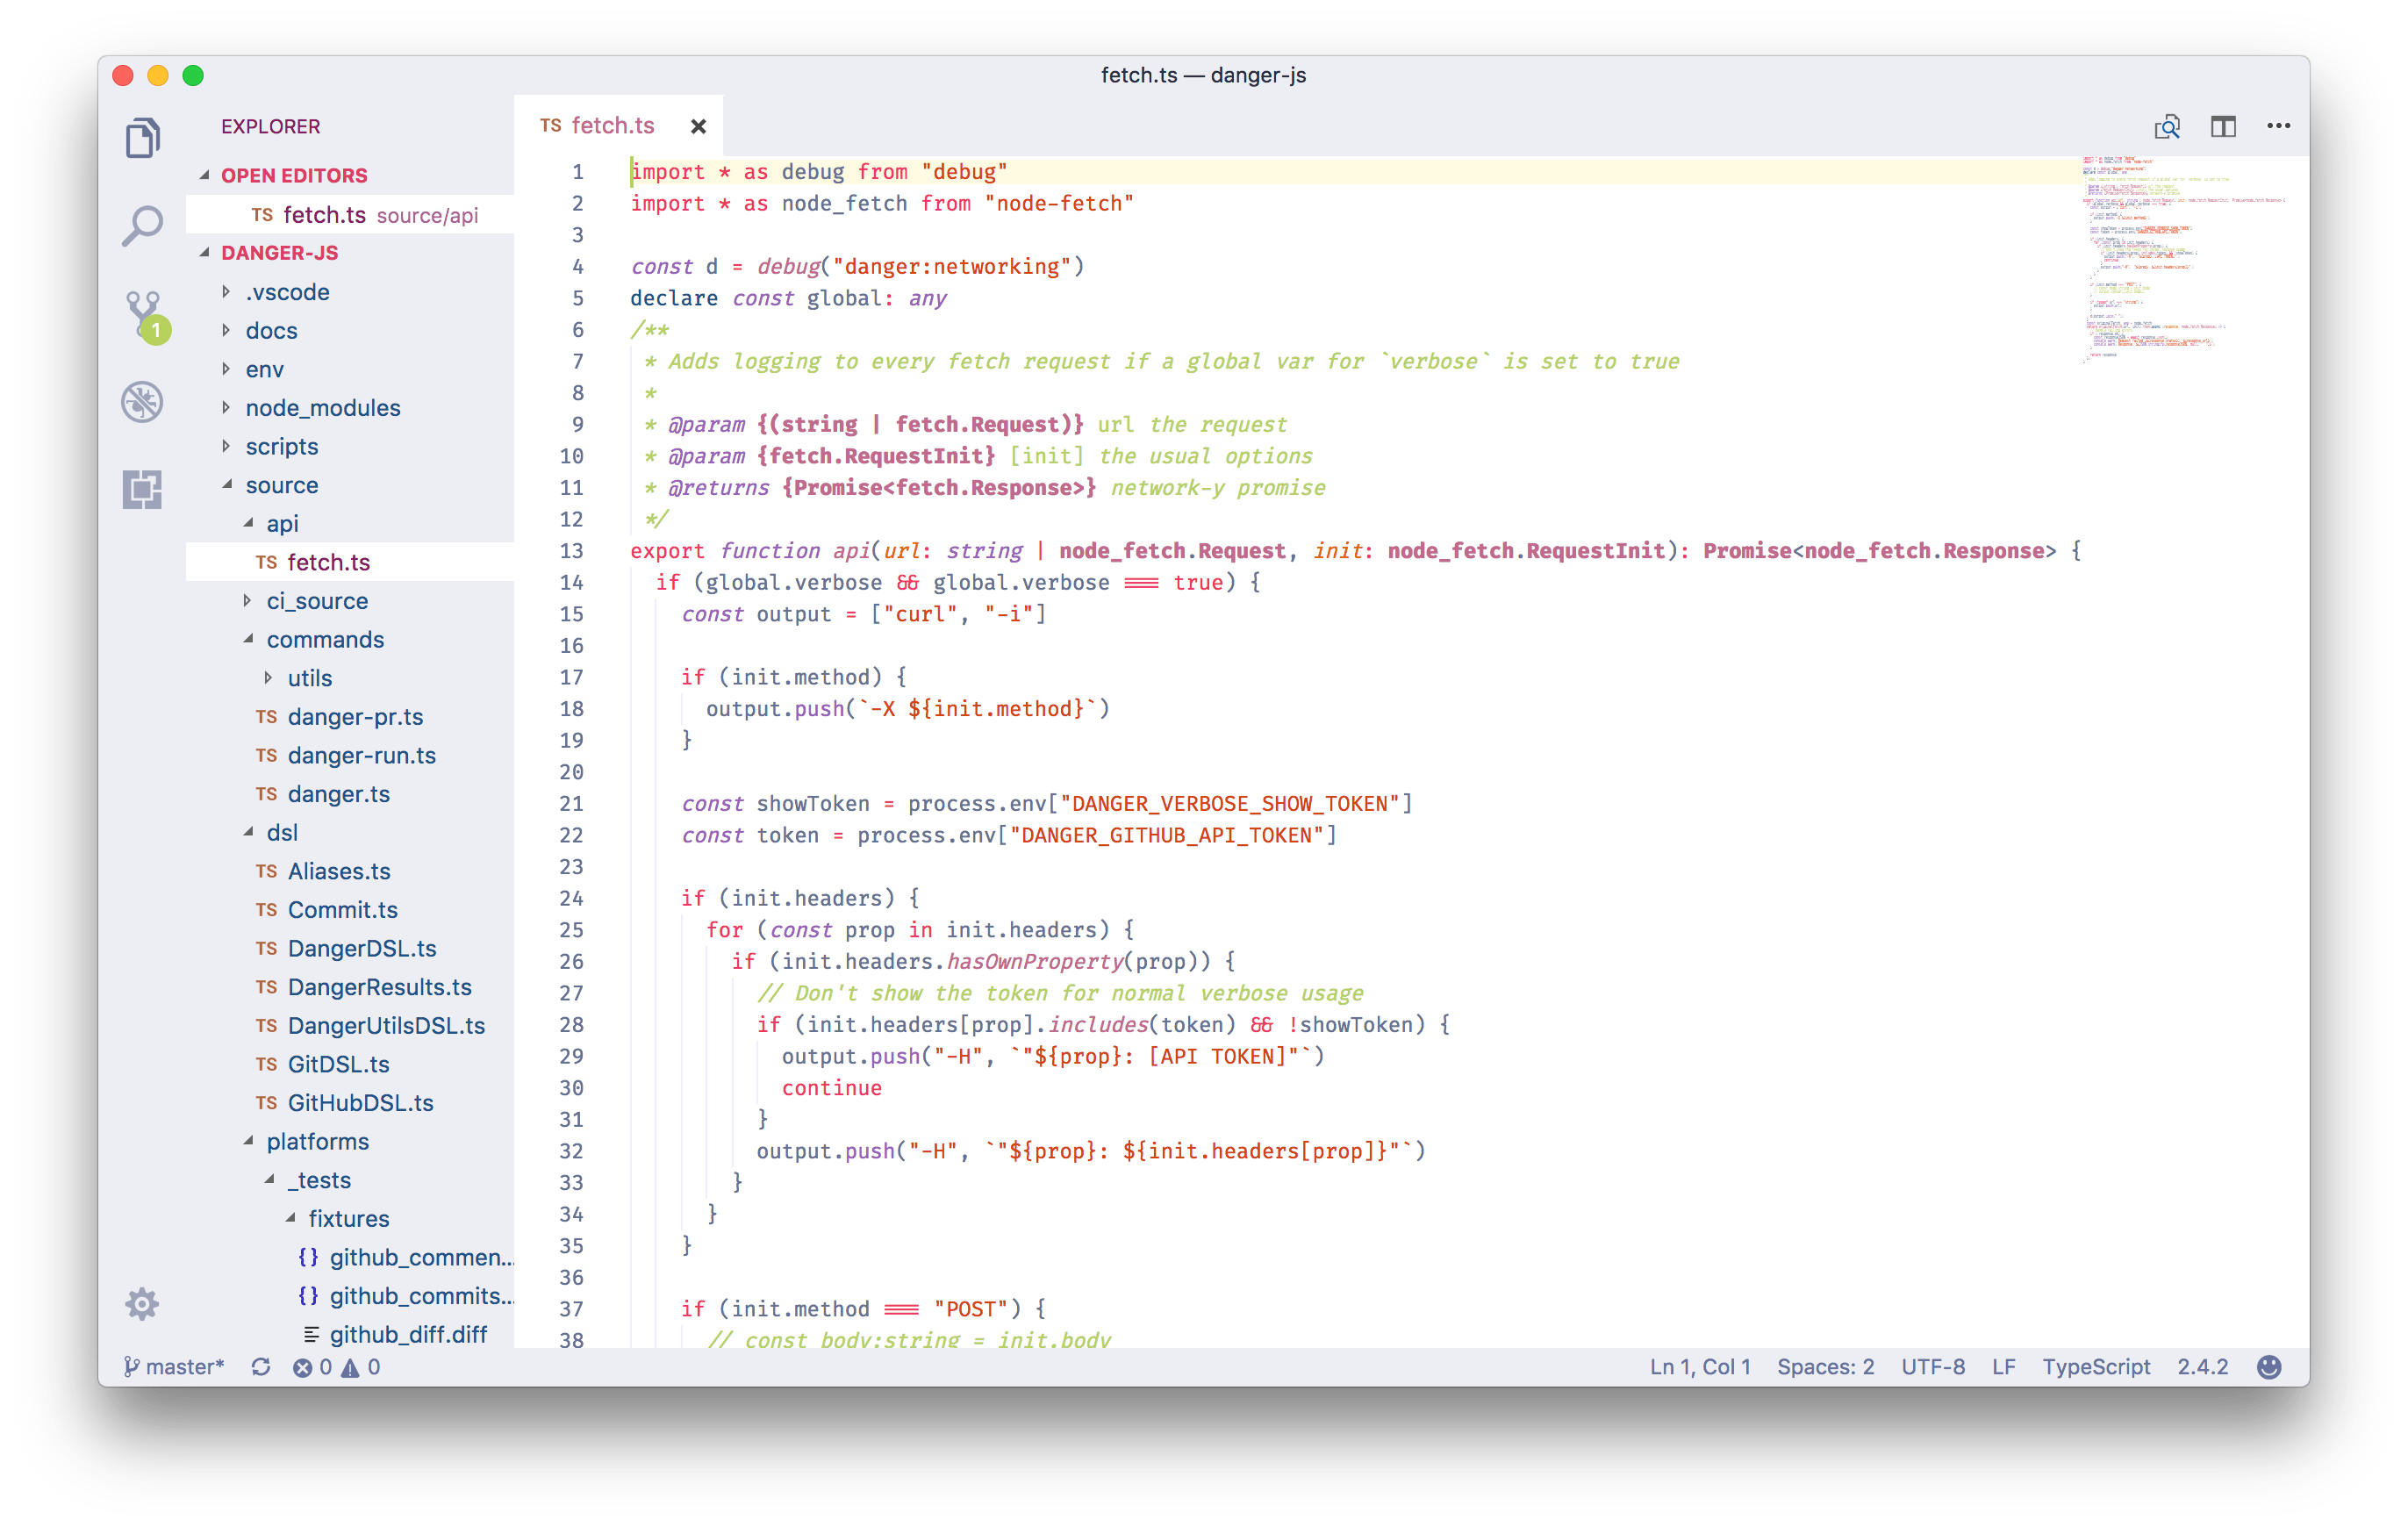 fetch.ts — danger-js
EXPLORER
OPEN EDITORS
TS fetch.ts source/api
DANGER-JS
.vscode
docs
env
node_modules
scripts
source
api
TS fetch.ts
ci_source
commands
utils
TS danger-pr.ts
TS danger-run.ts
TS danger.ts
dsl
TS Aliases.ts
TS Commit.ts
TS DangerDSL.ts
TS DangerResults.ts
TS DangerUtilsDSL.ts
TS GitDSL.ts
TS GitHubDSL.ts
platforms
_tests
fixtures
{} github_commen...
{} github_commits...
github_diff.diff
1
TS fetch.ts
1 import * as debug from "debug"
2 import * as node_fetch from "node-fetch"
3
4 const d = debug("danger:networking")
5 declare const global: any
6 /**
7 * Adds logging to every fetch request if a global var for `verbose` is set to true
8 *
9 * @param {(string | fetch.Request)} url the request
10 * @param {fetch.RequestInit} [init] the usual options
11 * @returns {Promise<fetch.Response>} network-y promise
12 */
13 export function api(url: string | node_fetch.Request, init: node_fetch.RequestInit): Promise<node_fetch.Response> {
14 if (global.verbose && global.verbose === true) {
15 const output = ["curl", "-i"]
16
17 if (init.method) {
18 output.push(`-X ${init.method}`)
19 }
20
21 const showToken = process.env["DANGER_VERBOSE_SHOW_TOKEN"]
22 const token = process.env["DANGER_GITHUB_API_TOKEN"]
23
24 if (init.headers) {
25 for (const prop in init.headers) {
26 if (init.headers.hasOwnProperty(prop)) {
27 // Don't show the token for normal verbose usage
28 if (init.headers[prop].includes(token) && !showToken) {
29 output.push("-H", `"${prop}: [API TOKEN]"`)
30 continue
31 }
32 output.push("-H", `"${prop}: ${init.headers[prop]}"`)
33 }
34 }
35 }
36
37 if (init.method === "POST") {
38 // const body:string = init.body
master* 0 0
Ln 1, Col 1 Spaces: 2 UTF-8 LF TypeScript 2.4.2